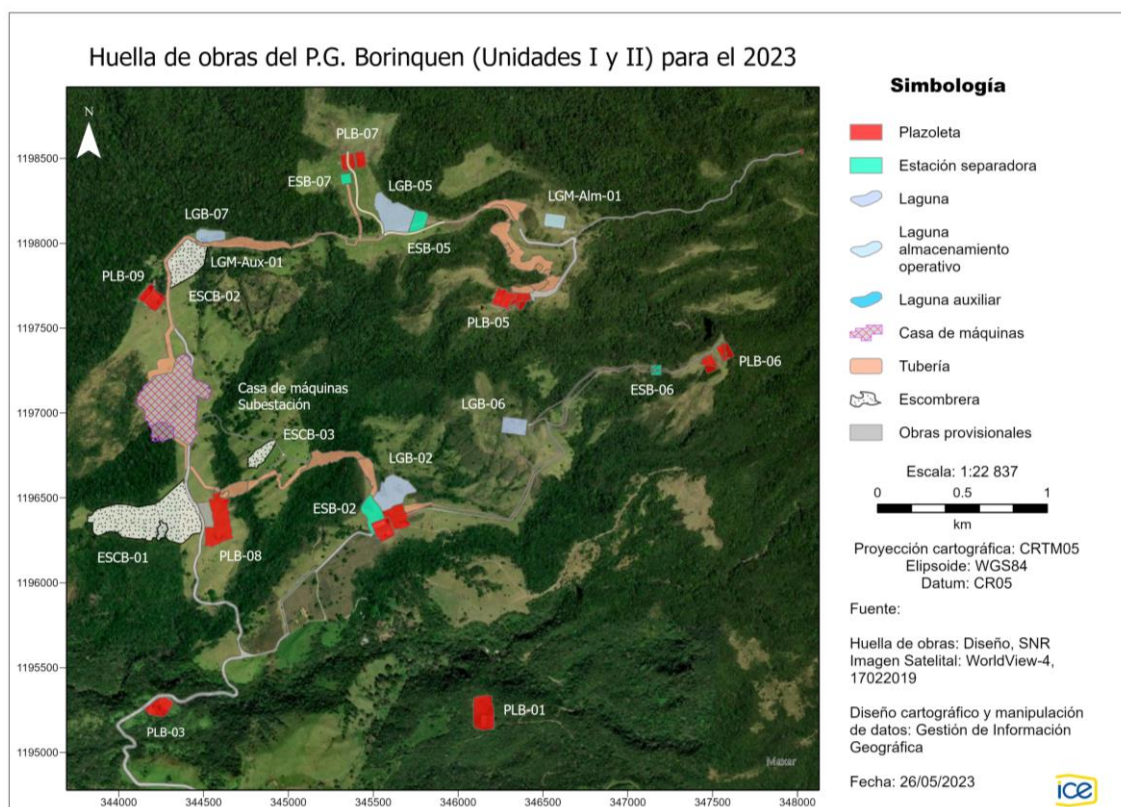 Huella de obras del P.G. Borinquen (Unidades I y II) para el 2023
N
1198500
1198000
1197500
1197000
1196500
1196000
1195500
1195000
344000
344500
345000
345500
346000
346500
347000
347500
348000
PLB-07
ESB-07
LGB-05
LGM-Alm-01
LGB-07
ESB-05
LGM-Aux-01
PLB-09
ESCB-02
PLB-05
PLB-06
ESB-06
Casa de máquinas
Subestación
LGB-06
ESCB-03
LGB-02
ESB-02
ESCB-01
PLB-08
PLB-01
PLB-03
Maxar
Simbología
Plazoleta
Estación separadora
Laguna
Laguna
almacenamiento
operativo
Laguna auxiliar
Casa de máquinas
Tubería
Escombrera
Obras provisionales
Escala: 1:22 837
0 0.5 1
km
Proyección cartográfica: CRTM05
Elipsoide: WGS84
Datum: CR05
Fuente:
Huella de obras: Diseño, SNR
Imagen Satelital: WorldView-4,
17022019
Diseño cartográfico y manipulación
de datos: Gestión de Información
Geográfica
Fecha: 26/05/2023
ice